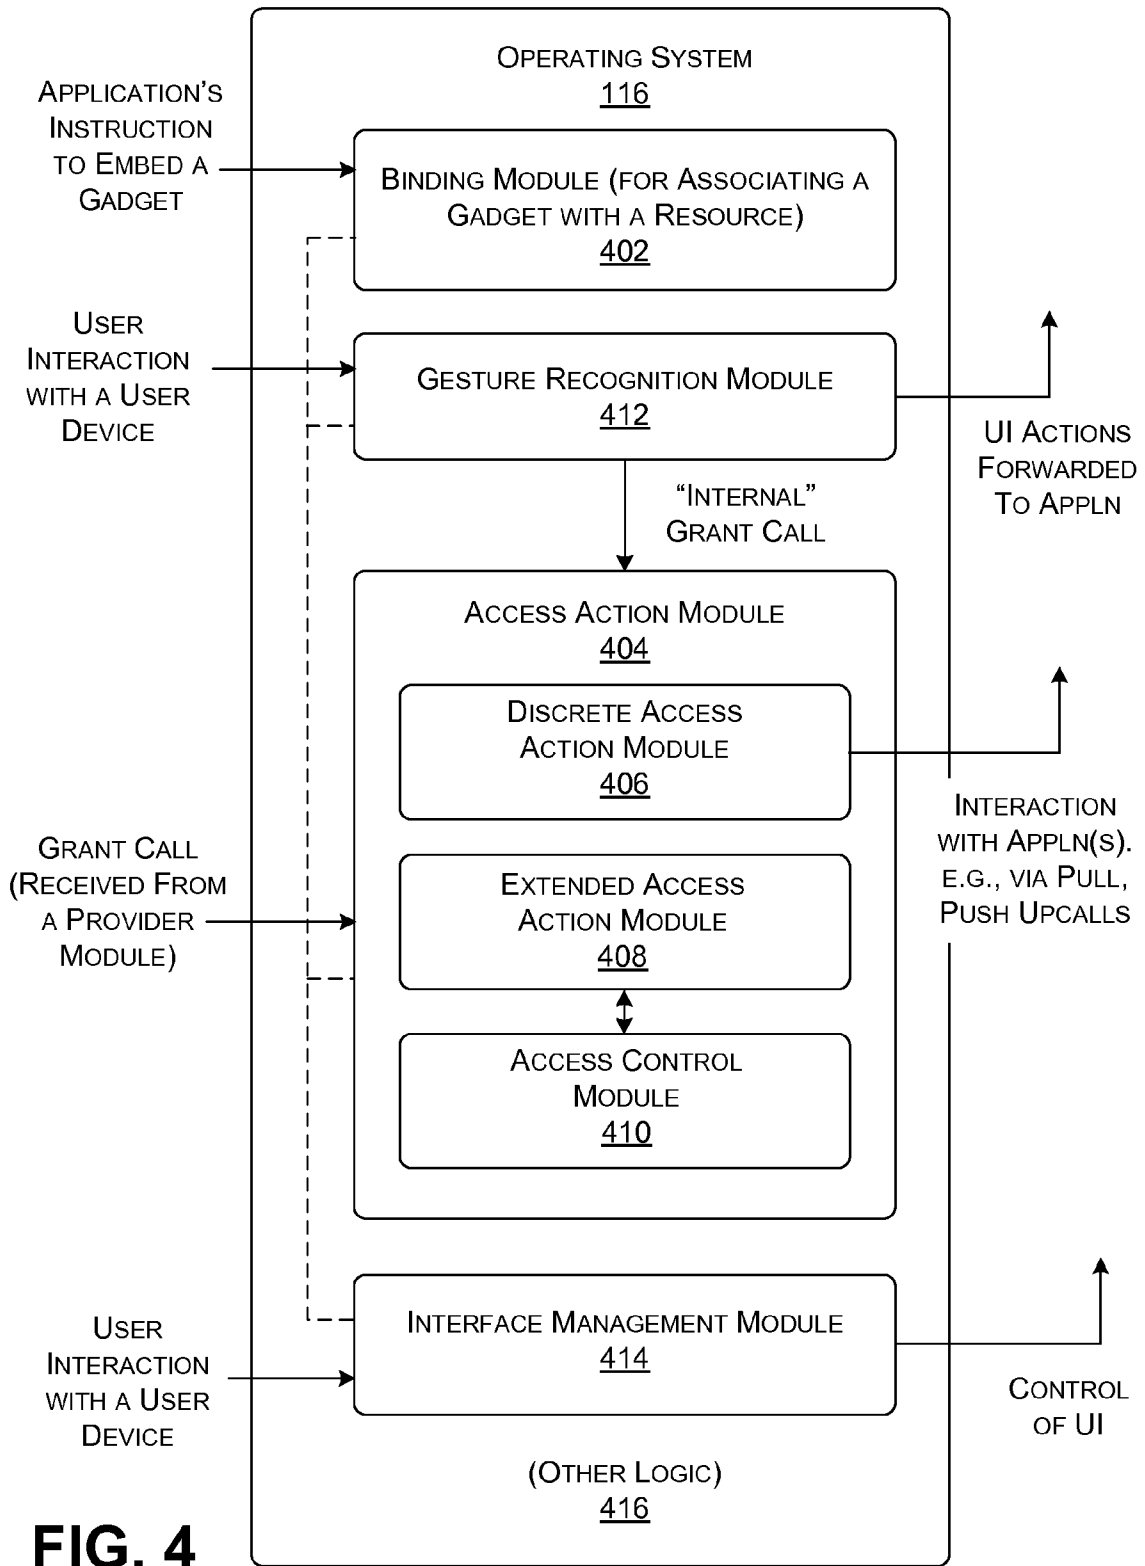 OPERATING SYSTEM
116
APPLICATION'S
INSTRUCTION
TO EMBED A
GADGET
BINDING MODULE (FOR ASSOCIATING A
GADGET WITH A RESOURCE)
402
USER
INTERACTION
WITH A USER
DEVICE
GESTURE RECOGNITION MODULE
412
UI ACTIONS
FORWARDED
TO APPLN
“INTERNAL”
GRANT CALL
ACCESS ACTION MODULE
404
DISCRETE ACCESS
ACTION MODULE
406
INTERACTION
WITH APPLN(S).
E.G., VIA PULL,
PUSH UPCALLS
GRANT CALL
(RECEIVED FROM
A PROVIDER
MODULE)
EXTENDED ACCESS
ACTION MODULE
408
ACCESS CONTROL
MODULE
410
USER
INTERACTION
WITH A USER
DEVICE
INTERFACE MANAGEMENT MODULE
414
CONTROL
OF UI
(OTHER LOGIC)
416
FIG. 4